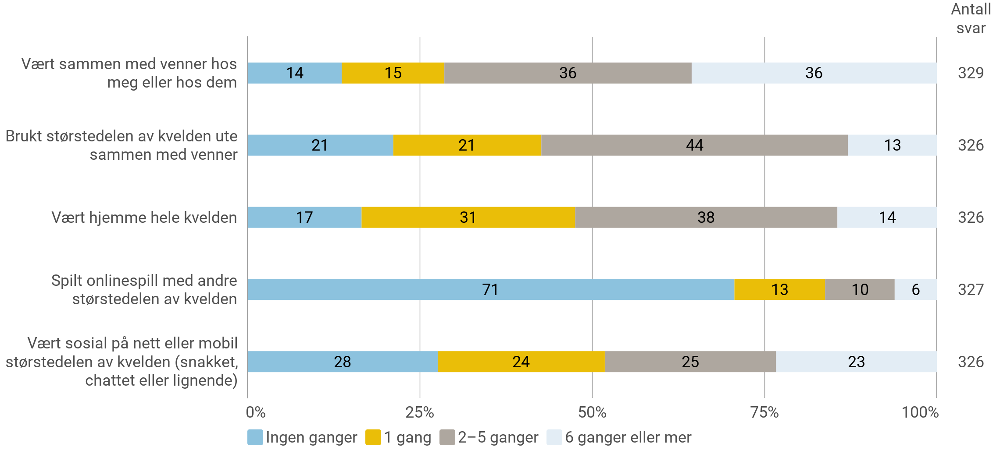 Antall
svar
Vært sammen med venner hos
meg eller hos dem
14 15 36 36 329
Brukt størstedelen av kvelden ute
sammen med venner
21 21 44 13 326
Vært hjemme hele kvelden 17 31 38 14 326
Spilt onlinespill med andre
størstedelen av kvelden
71 13 10 6 327
Vært sosial på nett eller mobil
størstedelen av kvelden (snakket,
chattet eller lignende)
28 24 25 23 326
0% 25% 50% 75% 100%
Ingen ganger 1 gang 2–5 ganger 6 ganger eller mer